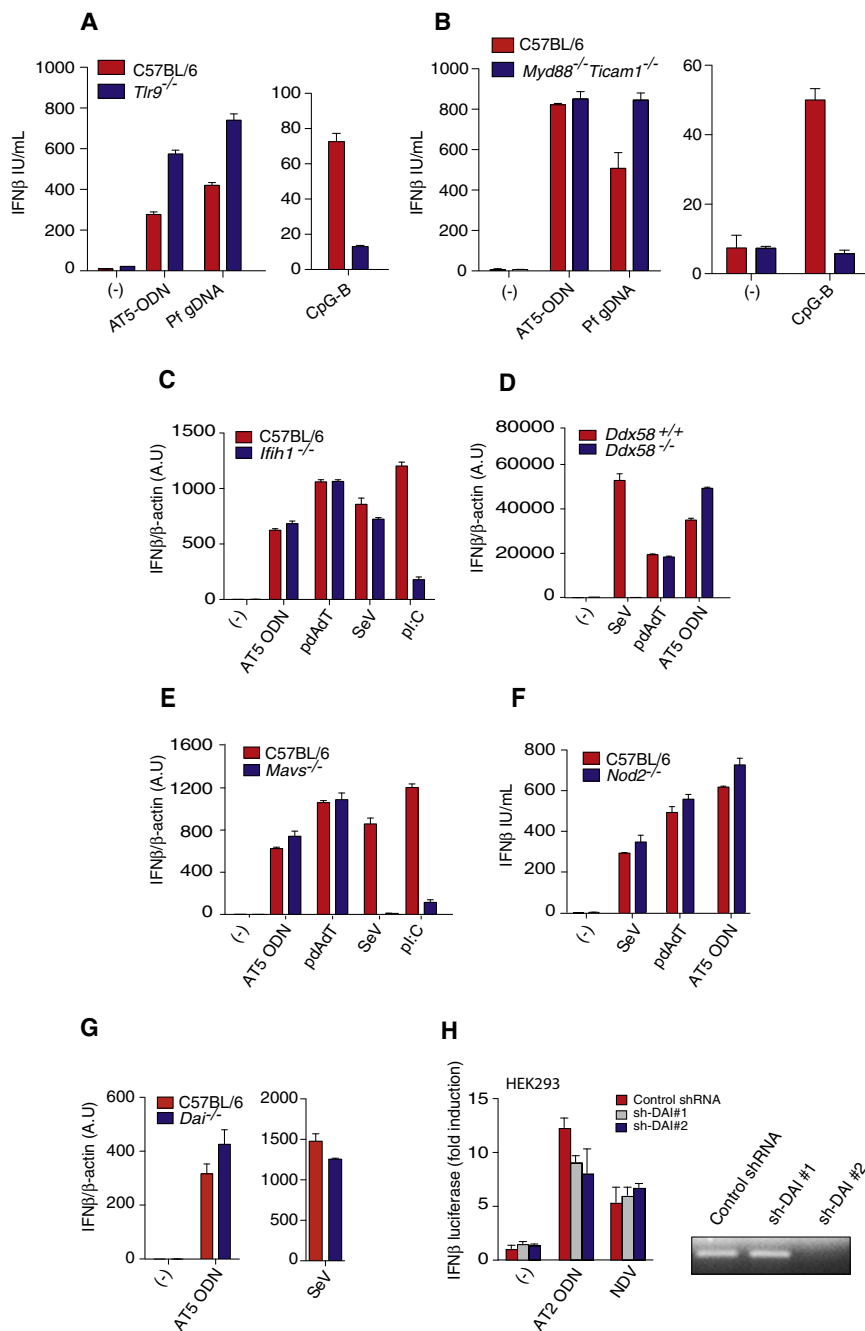 A
C57BL/6
Tlr9-/-
IFNβ IU/mL
1000
800
600
400
200
0
(-)
AT5-ODN
Pf gDNA
100
80
60
40
20
0
CpG-B
B
C57BL/6
Myd88-/-Ticam1-/-
IFNβ IU/mL
1000
800
600
400
200
0
(-)
AT5-ODN
Pf gDNA
60
40
20
0
(-)
CpG-B
C
C57BL/6
Ifih1-/-
IFNβ/β-actin (A.U)
1500
1000
500
0
(-)
AT5 ODN
pdAdT
SeV
pI:C
D
Ddx58+/+
Ddx58-/-
IFNβ/β-actin (A.U)
80000
60000
40000
20000
0
(-)
SeV
pdAdT
AT5 ODN
E
C57BL/6
Mavs-/-
IFNβ/β-actin (A.U)
1600
1200
800
400
0
(-)
AT5 ODN
pdAdT
SeV
pI:C
F
C57BL/6
Nod2-/-
IFNβ IU/mL
800
600
400
200
0
(-)
SeV
pdAdT
AT5 ODN
G
C57BL/6
Dai-/-
IFNβ/β-actin (A.U)
600
400
200
0
(-)
AT5 ODN
2000
1500
1000
500
0
SeV
H
HEK293
Control shRNA
sh-DAI#1
sh-DAI#2
IFNβ luciferase (fold induction)
15
10
5
0
(-)
AT2 ODN
NDV
Control shRNA
sh-DAI #1
sh-DAI #2